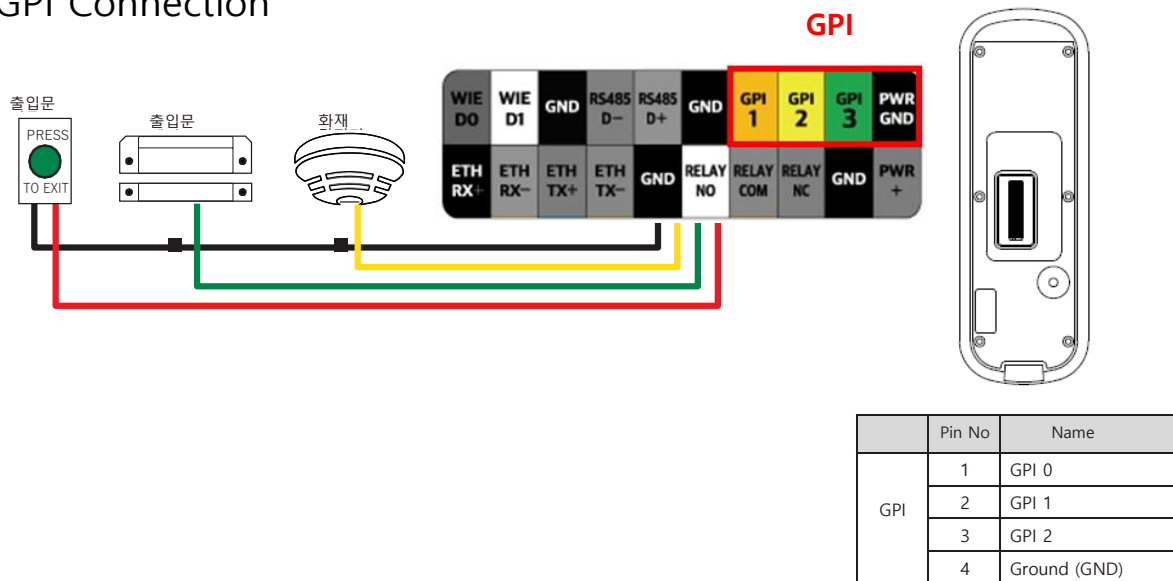 GPI Connection
GPI
출입문
PRESS
TO EXIT
출입문
화재
WIE D0
WIE D1
GND
RS485 D−
RS485 D+
GND
GPI 1
GPI 2
GPI 3
PWR GND
ETH RX+
ETH RX−
ETH TX+
ETH TX−
GND
RELAY NO
RELAY COM
RELAY NC
GND
PWR +
Pin No Name
GPI
1 GPI 0
2 GPI 1
3 GPI 2
4 Ground (GND)